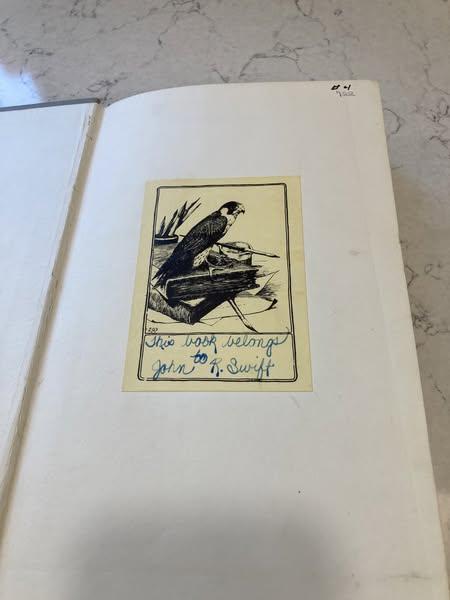 # 4
This book belongs
to
John R. Swift